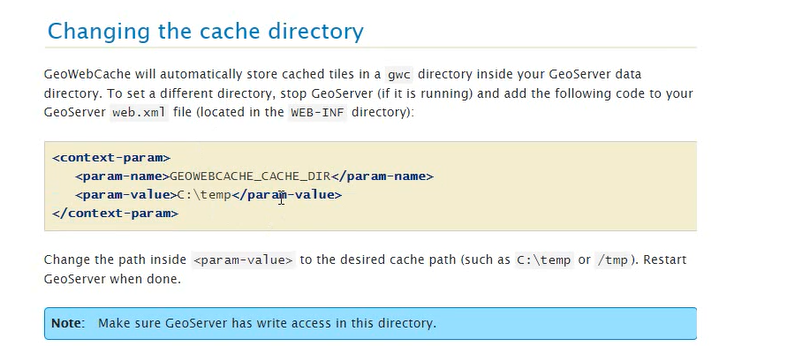 Changing the cache directory
GeoWebCache will automatically store cached tiles in a gwc directory inside your GeoServer data
directory. To set a different directory, stop GeoServer (if it is running) and add the following code to your
GeoServer web.xml file (located in the WEB-INF directory):
<context-param>
   <param-name>GEOWEBCACHE_CACHE_DIR</param-name>
   <param-value>C:\temp</param-value>
</context-param>
Change the path inside <param-value> to the desired cache path (such as C:\temp or /tmp). Restart
GeoServer when done.
Note: Make sure GeoServer has write access in this directory.